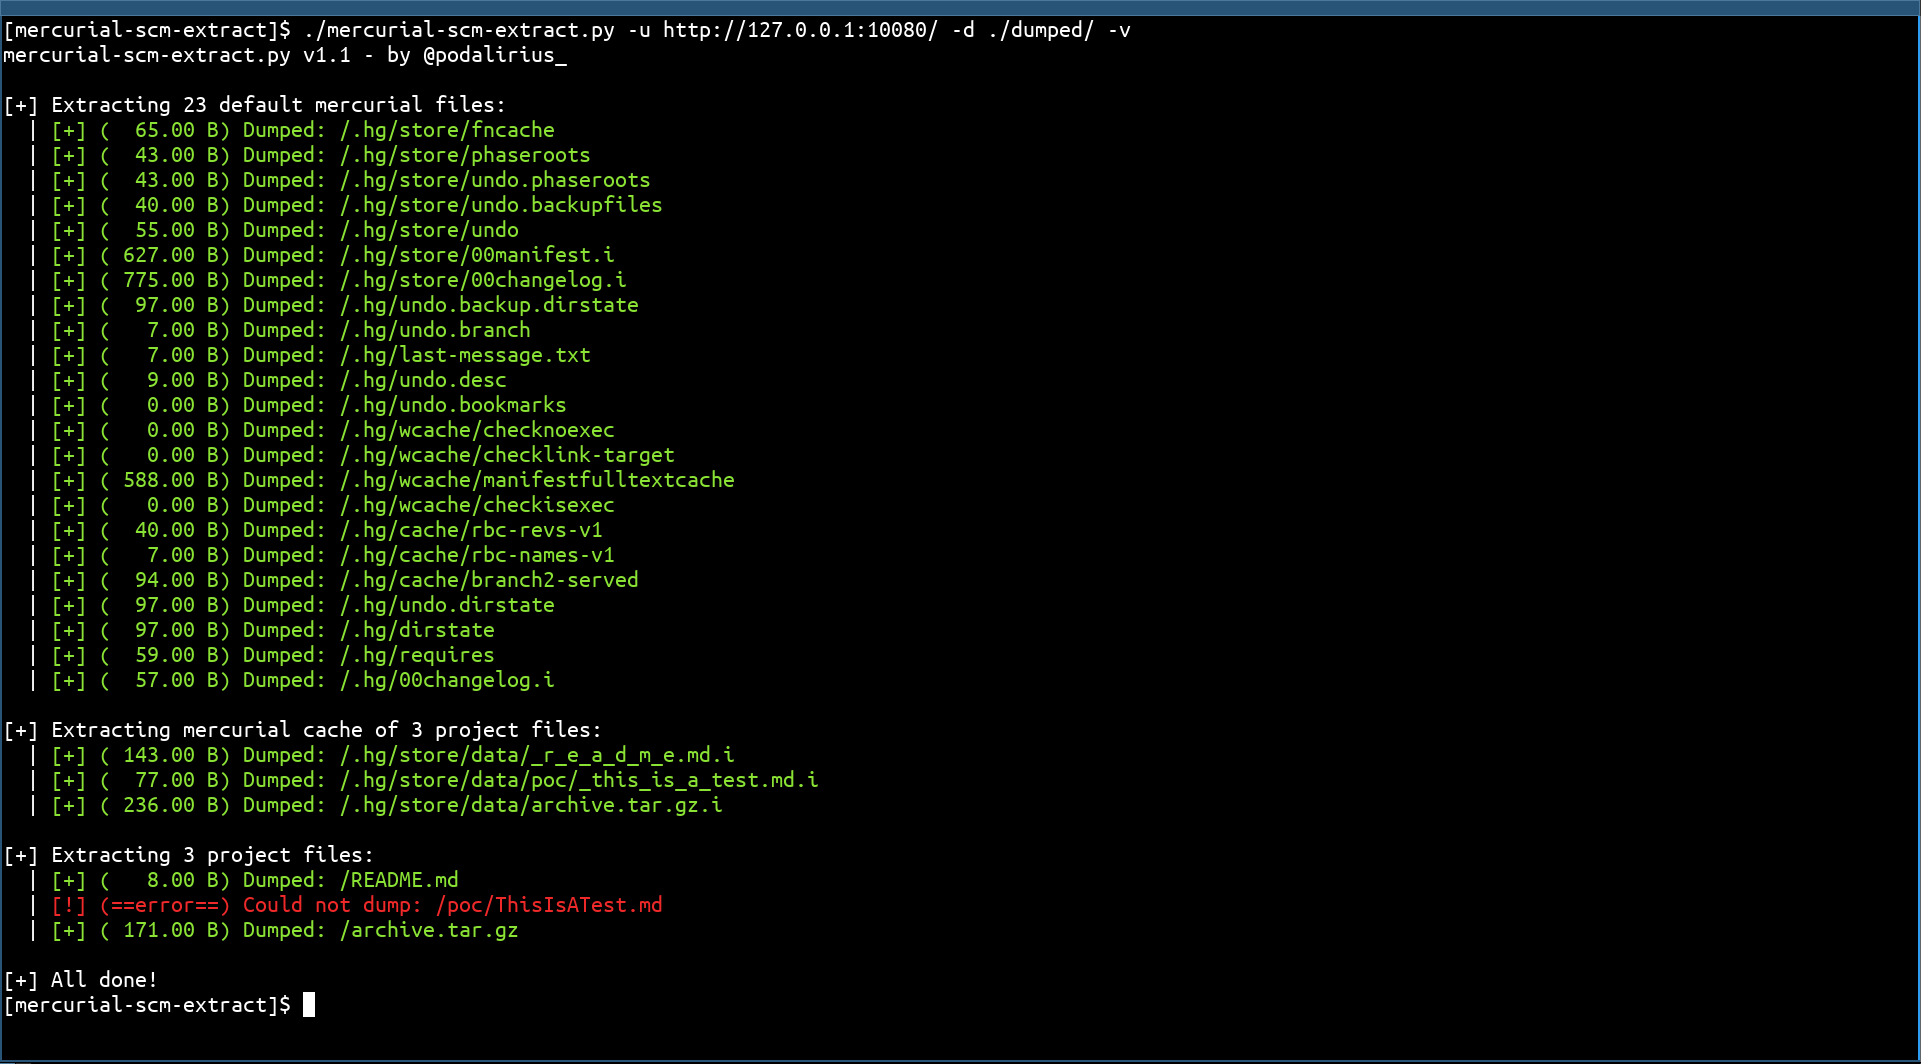 [mercurial-scm-extract]$ ./mercurial-scm-extract.py -u http://127.0.0.1:10080/ -d ./dumped/ -v
mercurial-scm-extract.py v1.1 - by @podalirius_

[+] Extracting 23 default mercurial files:
  | [+] (  65.00 B) Dumped: /.hg/store/fncache
  | [+] (  43.00 B) Dumped: /.hg/store/phaseroots
  | [+] (  43.00 B) Dumped: /.hg/store/undo.phaseroots
  | [+] (  40.00 B) Dumped: /.hg/store/undo.backupfiles
  | [+] (  55.00 B) Dumped: /.hg/store/undo
  | [+] ( 627.00 B) Dumped: /.hg/store/00manifest.i
  | [+] ( 775.00 B) Dumped: /.hg/store/00changelog.i
  | [+] (  97.00 B) Dumped: /.hg/undo.backup.dirstate
  | [+] (   7.00 B) Dumped: /.hg/undo.branch
  | [+] (   7.00 B) Dumped: /.hg/last-message.txt
  | [+] (   9.00 B) Dumped: /.hg/undo.desc
  | [+] (   0.00 B) Dumped: /.hg/undo.bookmarks
  | [+] (   0.00 B) Dumped: /.hg/wcache/checknoexec
  | [+] (   0.00 B) Dumped: /.hg/wcache/checklink-target
  | [+] ( 588.00 B) Dumped: /.hg/wcache/manifestfulltextcache
  | [+] (   0.00 B) Dumped: /.hg/wcache/checkisexec
  | [+] (  40.00 B) Dumped: /.hg/cache/rbc-revs-v1
  | [+] (   7.00 B) Dumped: /.hg/cache/rbc-names-v1
  | [+] (  94.00 B) Dumped: /.hg/cache/branch2-served
  | [+] (  97.00 B) Dumped: /.hg/undo.dirstate
  | [+] (  97.00 B) Dumped: /.hg/dirstate
  | [+] (  59.00 B) Dumped: /.hg/requires
  | [+] (  57.00 B) Dumped: /.hg/00changelog.i

[+] Extracting mercurial cache of 3 project files:
  | [+] ( 143.00 B) Dumped: /.hg/store/data/_r_e_a_d_m_e.md.i
  | [+] (  77.00 B) Dumped: /.hg/store/data/poc/_this_is_a_test.md.i
  | [+] ( 236.00 B) Dumped: /.hg/store/data/archive.tar.gz.i

[+] Extracting 3 project files:
  | [+] (   8.00 B) Dumped: /README.md
  | [!] (==error==) Could not dump: /poc/ThisIsATest.md
  | [+] ( 171.00 B) Dumped: /archive.tar.gz

[+] All done!
[mercurial-scm-extract]$